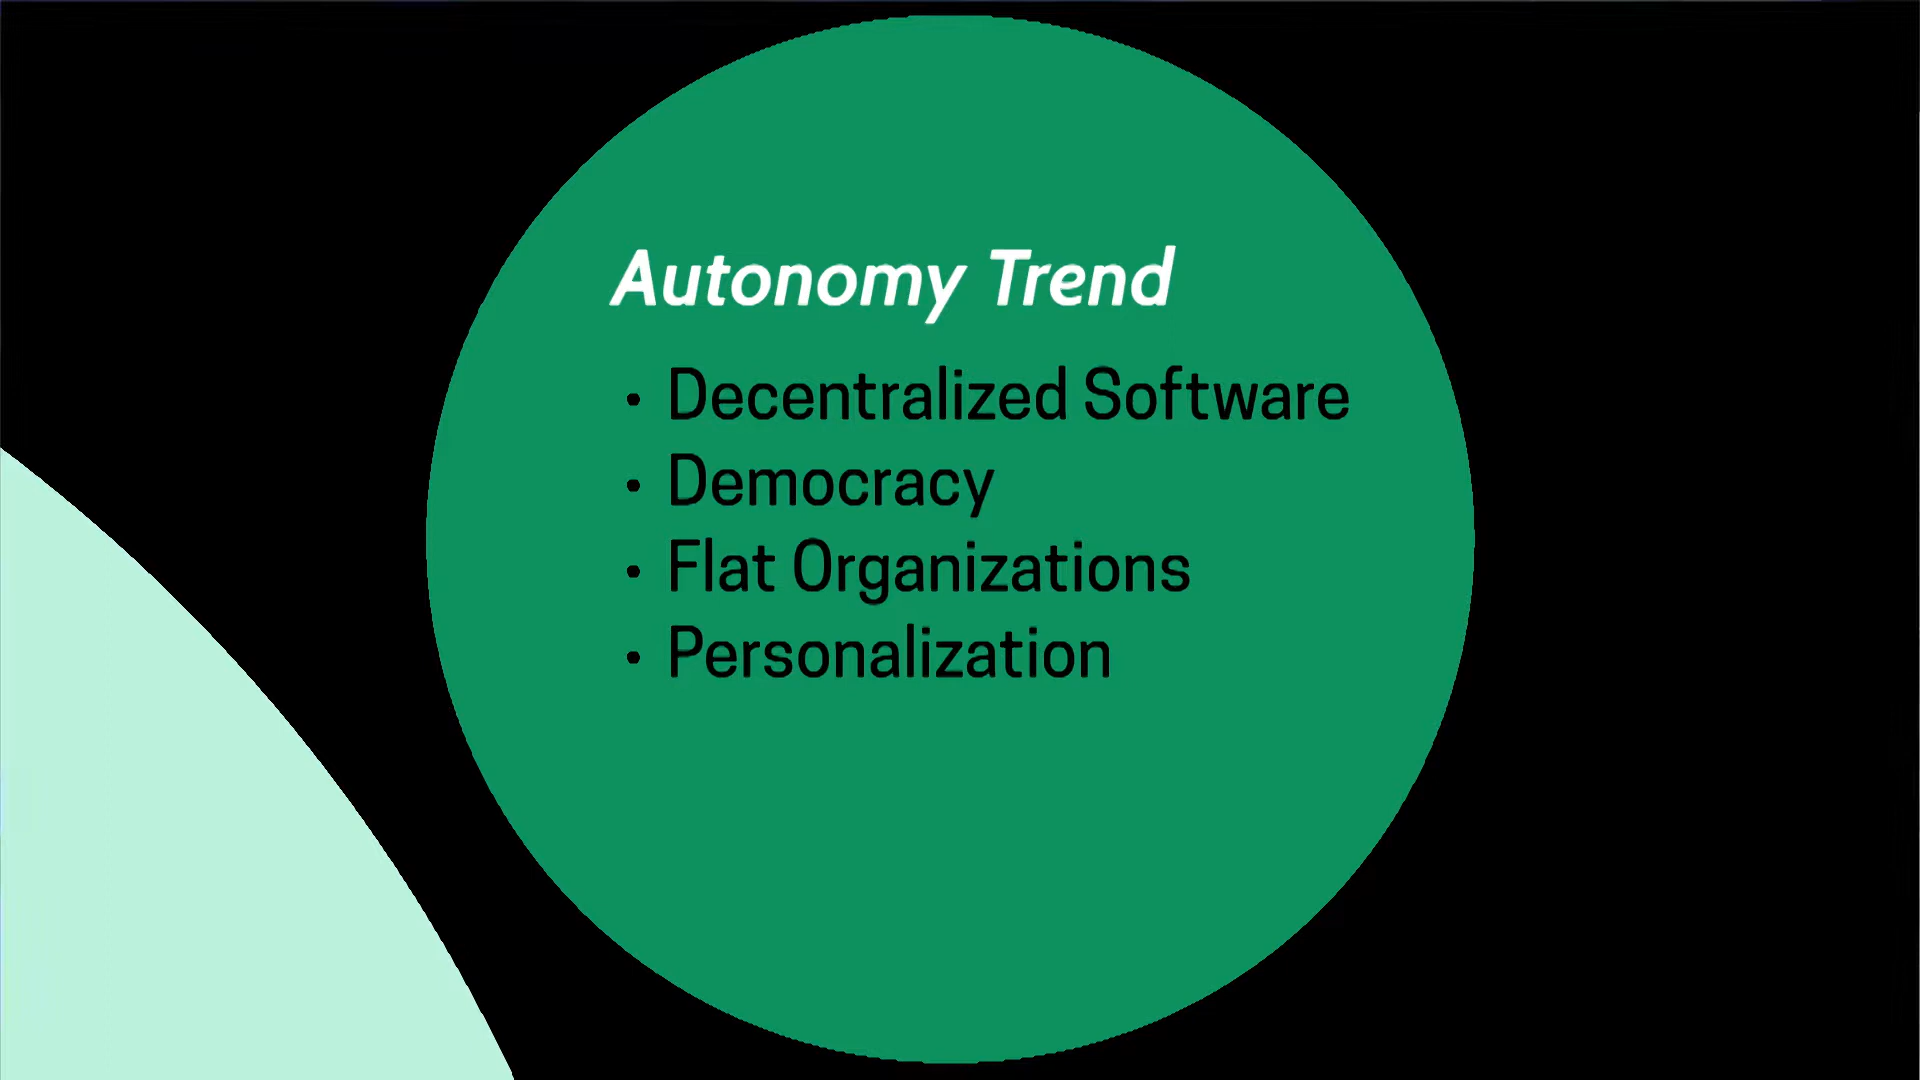 Autonomy Trend
• Decentralized Software
• Democracy
• Flat Organizations
• Personalization